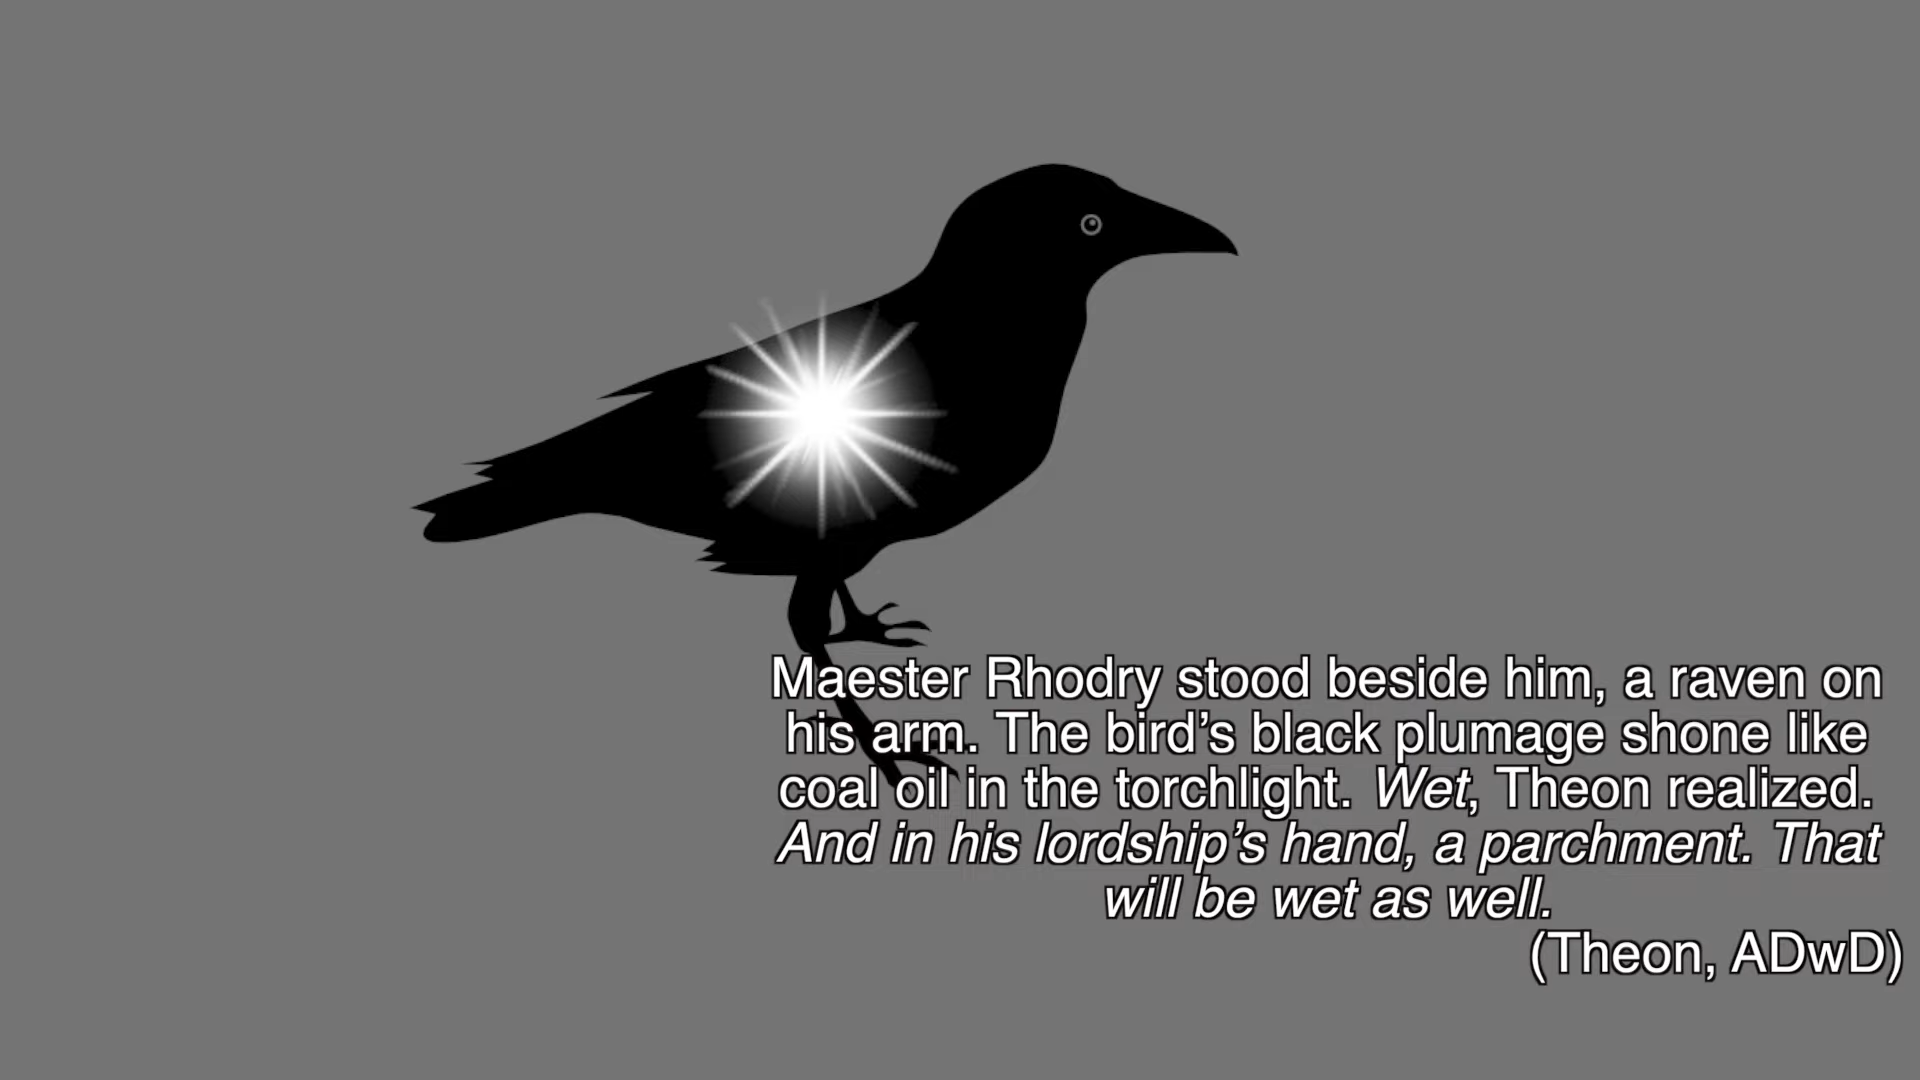 Maester Rhodry stood beside him, a raven on
his arm. The bird’s black plumage shone like
coal oil in the torchlight. Wet, Theon realized.
And in his lordship’s hand, a parchment. That
will be wet as well.
(Theon, ADwD)